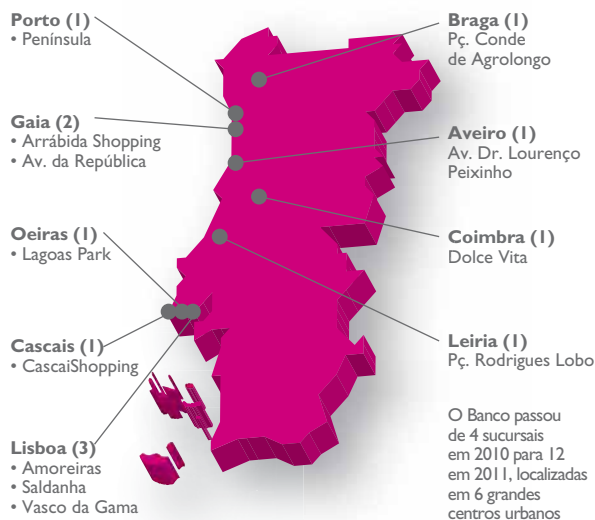 Porto (1)
• Península
Gaia (2)
• Arrábida Shopping
• Av. da República
Oeiras (1)
• Lagoas Park
Cascais (1)
• CascaiShopping
Lisboa (3)
• Amoreiras
• Saldanha
• Vasco da Gama
Braga (1)
Pç. Conde
de Agrolongo
Aveiro (1)
Av. Dr. Lourenço
Peixinho
Coimbra (1)
Dolce Vita
Leiria (1)
Pç. Rodrigues Lobo
O Banco passou
de 4 sucursais
em 2010 para 12
em 2011, localizadas
em 6 grandes
centros urbanos